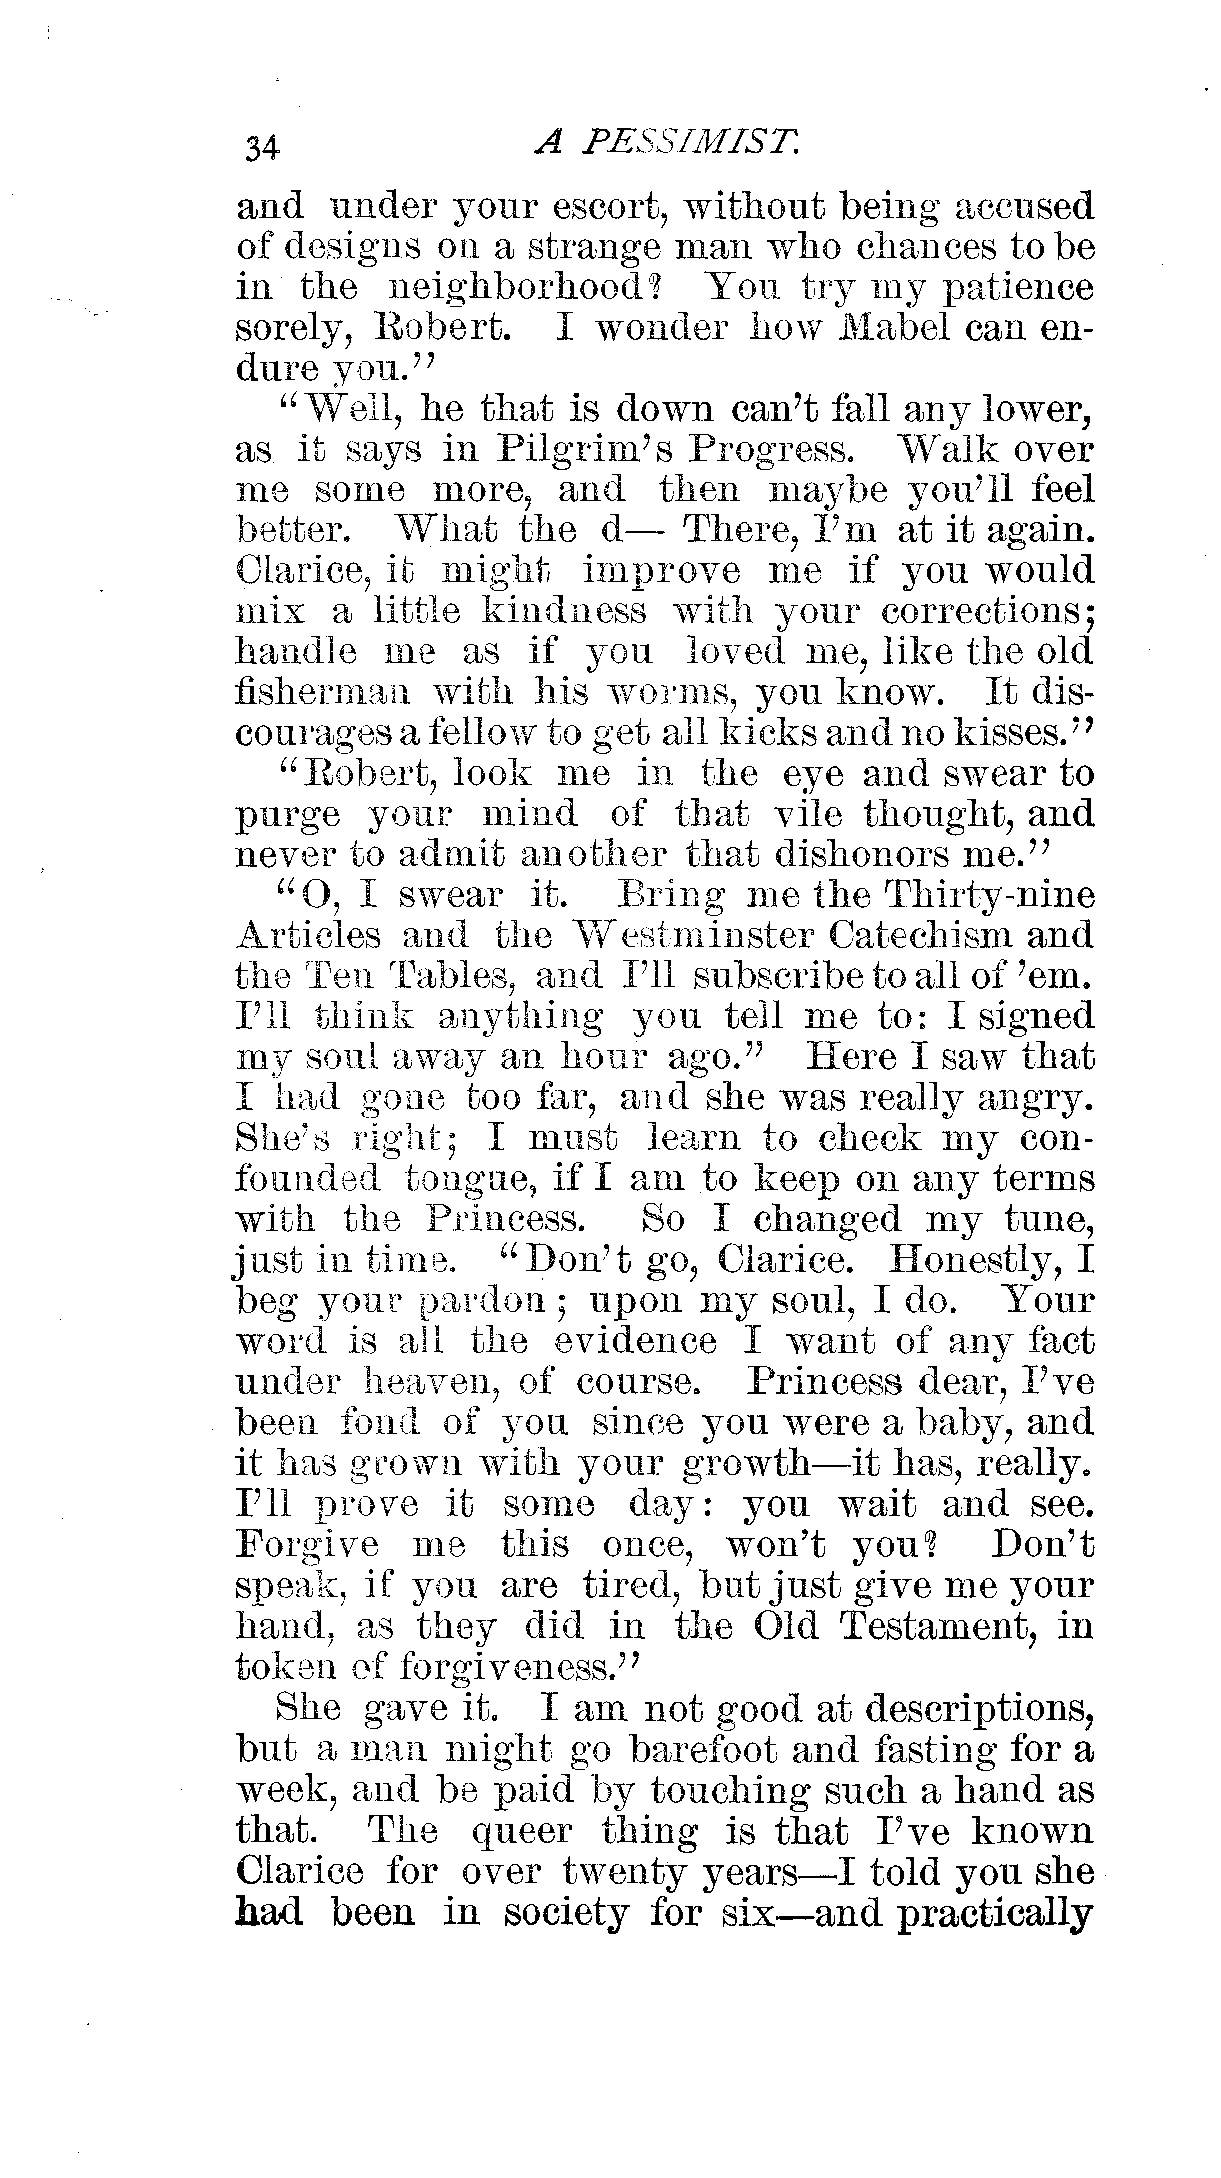 34 A PESSIMIST.
and under your escort, without being accused
of designs on a strange man who chances to be
in the neighborhood? You try my patience
sorely, Robert. I wonder how Mabel can en-
dure you."
"Well, he that is down can't fall any lower,
as it says in Pilgrim's Progress. Walk over
me some more, and then maybe you'll feel
better. What the d— There, I'm at it again.
Clarice, it might improve me if you would
mix a little kindness with your corrections;
handle me as if you loved me, like the old
fisherman with his worms, you know. It dis-
courages a fellow to get all kicks and no kisses."
"Robert, look me in the eye and swear to
purge your mind of that vile thought, and
never to admit another that dishonors me."
"O, I swear it. Bring me the Thirty-nine
Articles and the Westminster Catechism and
the Ten Tables, and I'll subscribe to all of 'em.
I'll think anything you tell me to: I signed
my soul away an hour ago." Here I saw that
I had gone too far, and she was really angry.
She's right; I must learn to check my con-
founded tongue, if I am to keep on any terms
with the Princess. So I changed my tune,
just in time. "Don't go, Clarice. Honestly, I
beg your pardon; upon my soul, I do. Your
word is all the evidence I want of any fact
under heaven, of course. Princess dear, I've
been fond of you since you were a baby, and
it has grown with your growth—it has, really.
I'll prove it some day: you wait and see.
Forgive me this once, won't you? Don't
speak, if you are tired, but just give me your
hand, as they did in the Old Testament, in
token of forgiveness."
She gave it. I am not good at descriptions,
but a man might go barefoot and fasting for a
week, and be paid by touching such a hand as
that. The queer thing is that I've known
Clarice for over twenty years—I told you she
had been in society for six—and practically